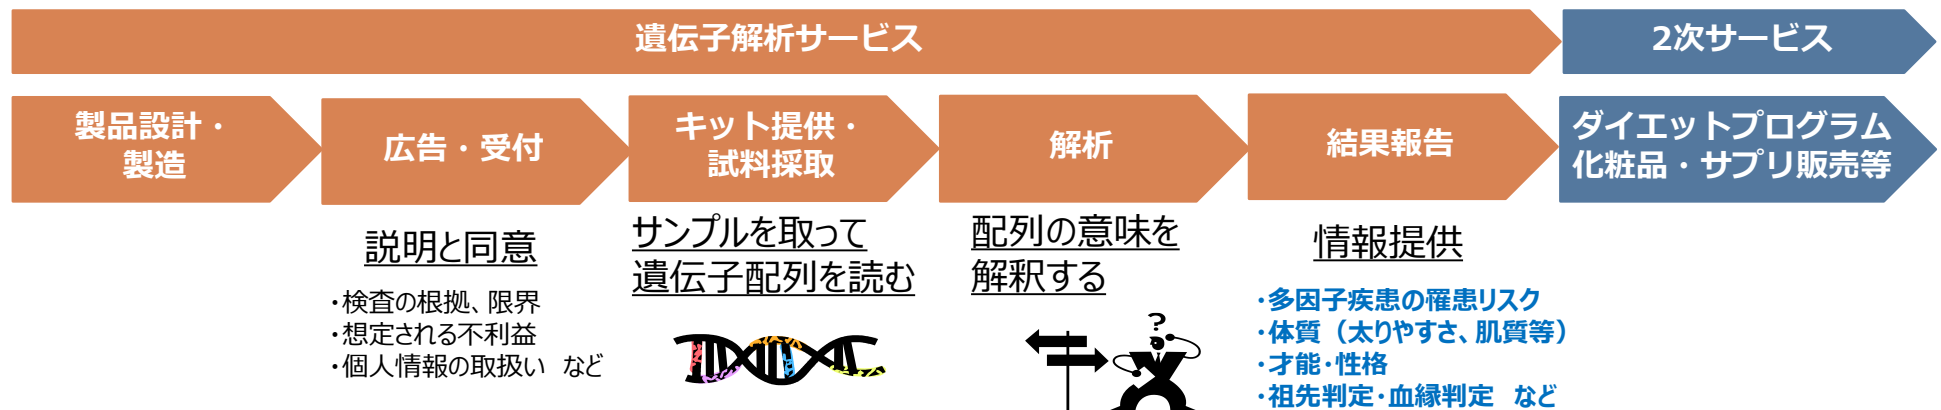 遺伝子解析サービス
2次サービス
製品設計・
製造
広告・受付
キット提供・
試料採取
解析
結果報告
ダイエットプログラム
化粧品・サプリ販売等
説明と同意
・検査の根拠、限界
・想定される不利益
・個人情報の取扱い など
サンプルを取って
遺伝子配列を読む
配列の意味を
解釈する
?
情報提供
・多因子疾患の罹患リスク
・体質（太りやすさ、肌質等）
・才能・性格
・祖先判定・血縁判定 など